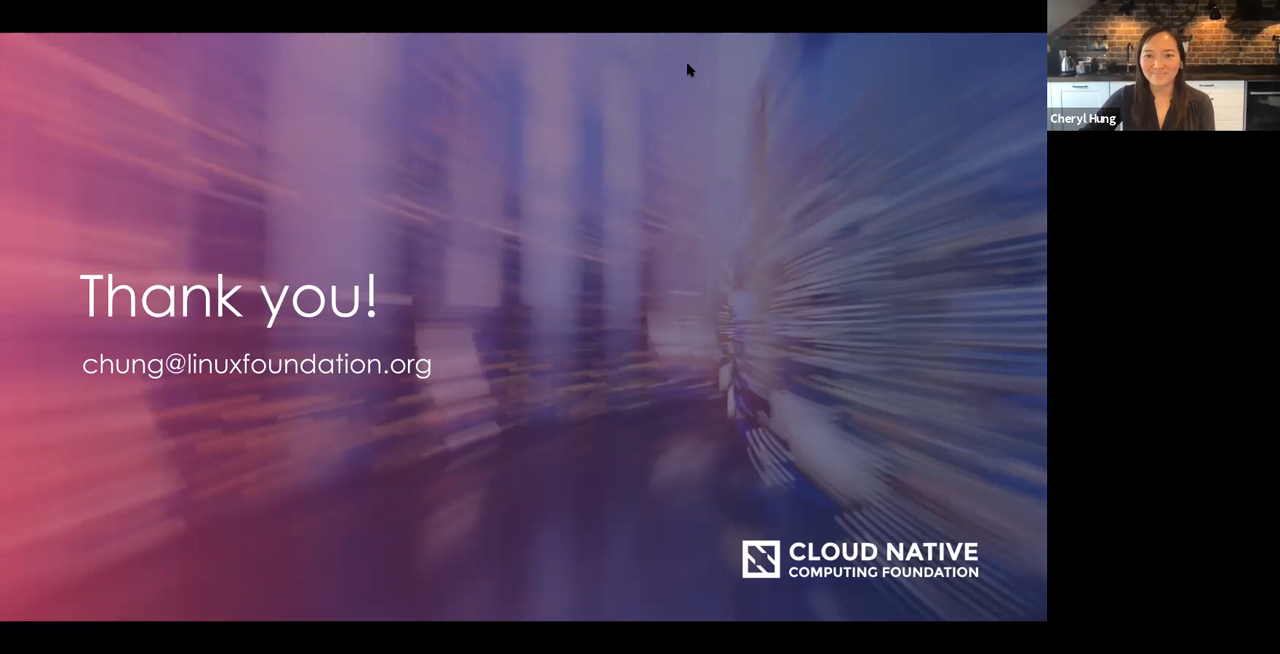 Cheryl Hung
Thank you!
chung@linuxfoundation.org
CLOUD NATIVE
COMPUTING FOUNDATION